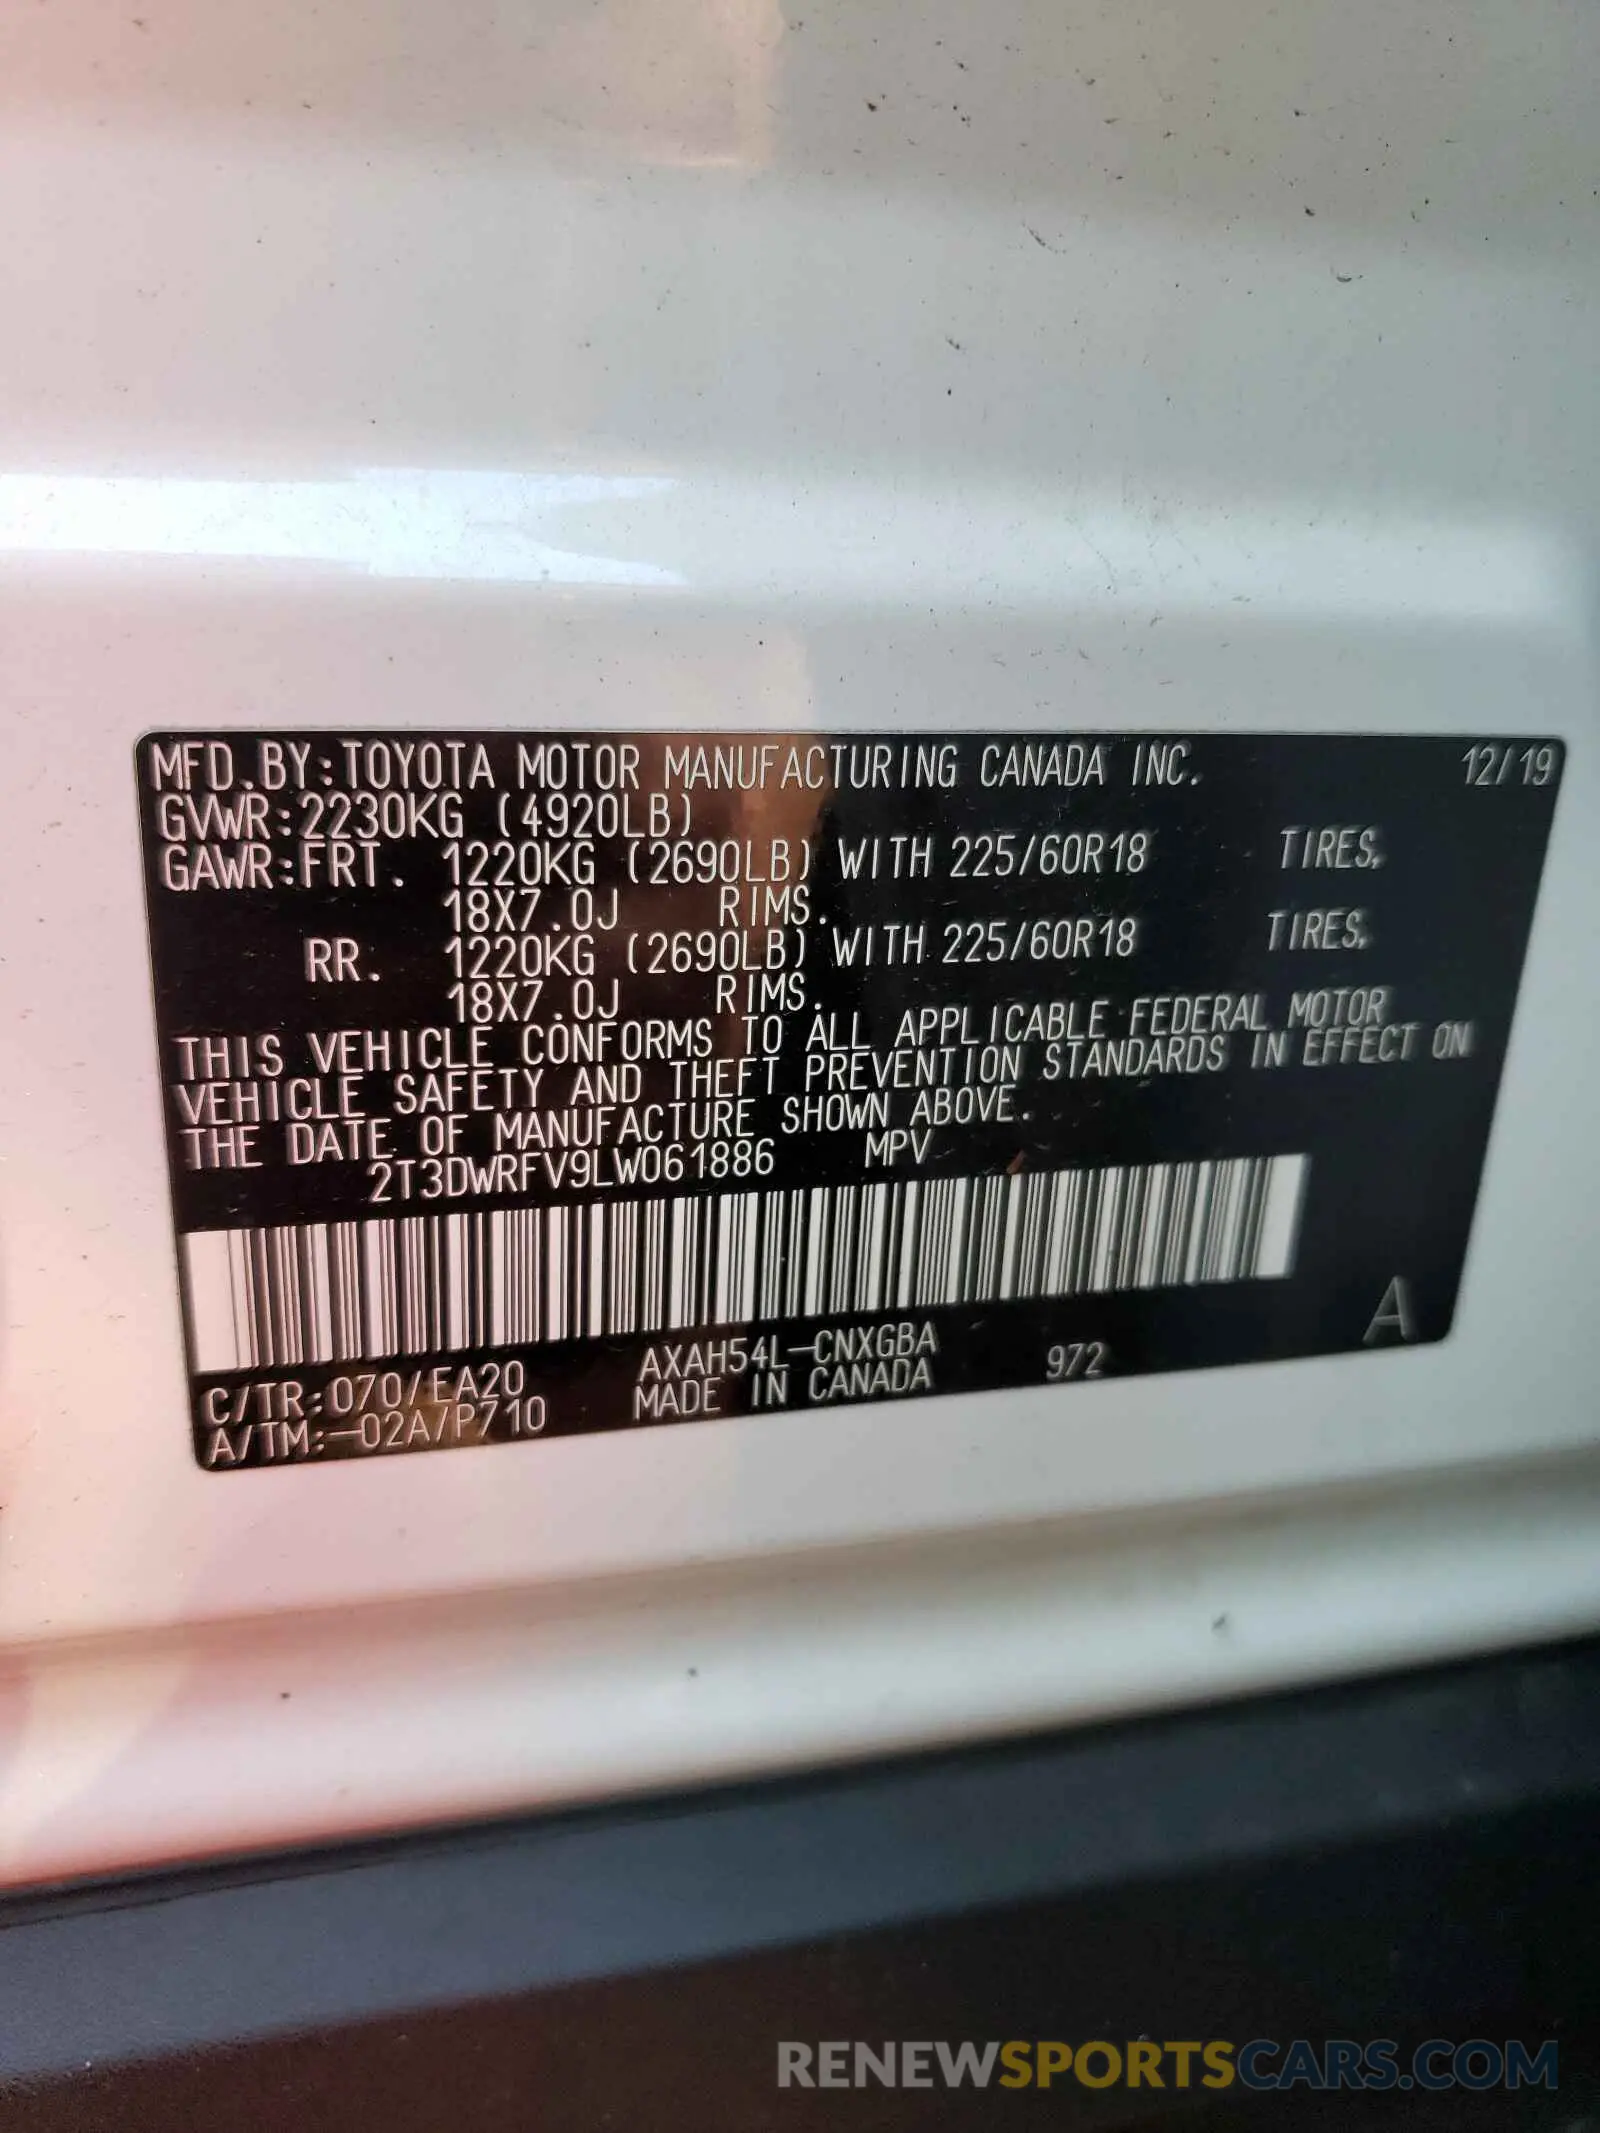 MFD.BY:TOYOTA MOTOR MANUFACTURING CANADA INC. 12/19
GVWR:2230KG (4920LB)
GAWR:FRT. 1220KG (2690LB) WITH 225/60R18 TIRES,
18X7.0J RIMS.
RR. 1220KG (2690LB) WITH 225/60R18 TIRES,
18X7.0J RIMS.
THIS VEHICLE CONFORMS TO ALL APPLICABLE FEDERAL MOTOR
VEHICLE SAFETY AND THEFT PREVENTION STANDARDS IN EFFECT ON
THE DATE OF MANUFACTURE SHOWN ABOVE.
2T3DWRFV9LW061886 MPV
A
C/TR:070/EA20 AXAH54L-CNXGBA 972
A/TM:-02A/P710 MADE IN CANADA
RENEWSPORTSCARS.COM